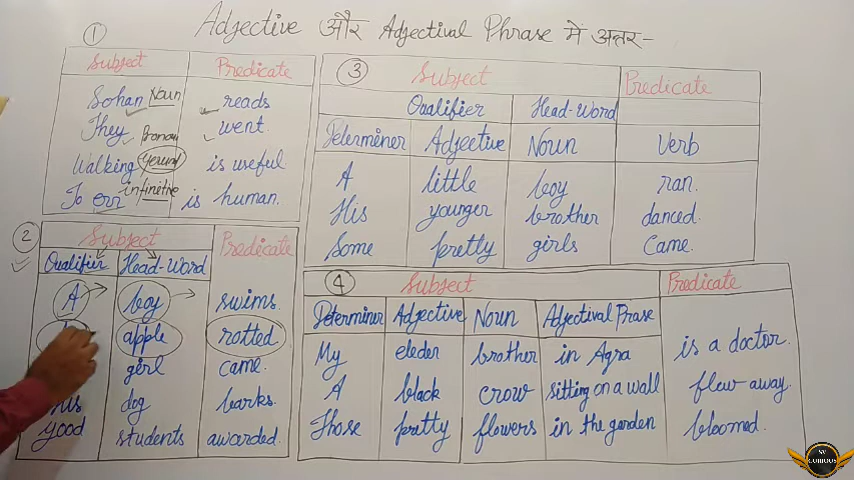 Adjective और Adjectival Phrase में अन्तर-
1
Subject Predicate
Sohan Noun reads
They Pronoun went
Walking Gerund is useful
To err infinitive is human.
2
Subject Predicate
Qualifier Head-Word
A boy swims.
apple rotted
girl came.
His dog barks.
Good students awarded.
3
Subject Predicate
Qualifier Head-Word
Determiner Adjective Noun Verb
A little boy ran.
His younger brother danced.
Some pretty girls Came.
4
Subject Predicate
Determiner Adjective Noun Adjectival Prase
My eleder brother in Agra is a doctor.
A black crow sitting on a wall flew away.
Those pretty flowers in the garden bloomed.
SV
CURIOUS